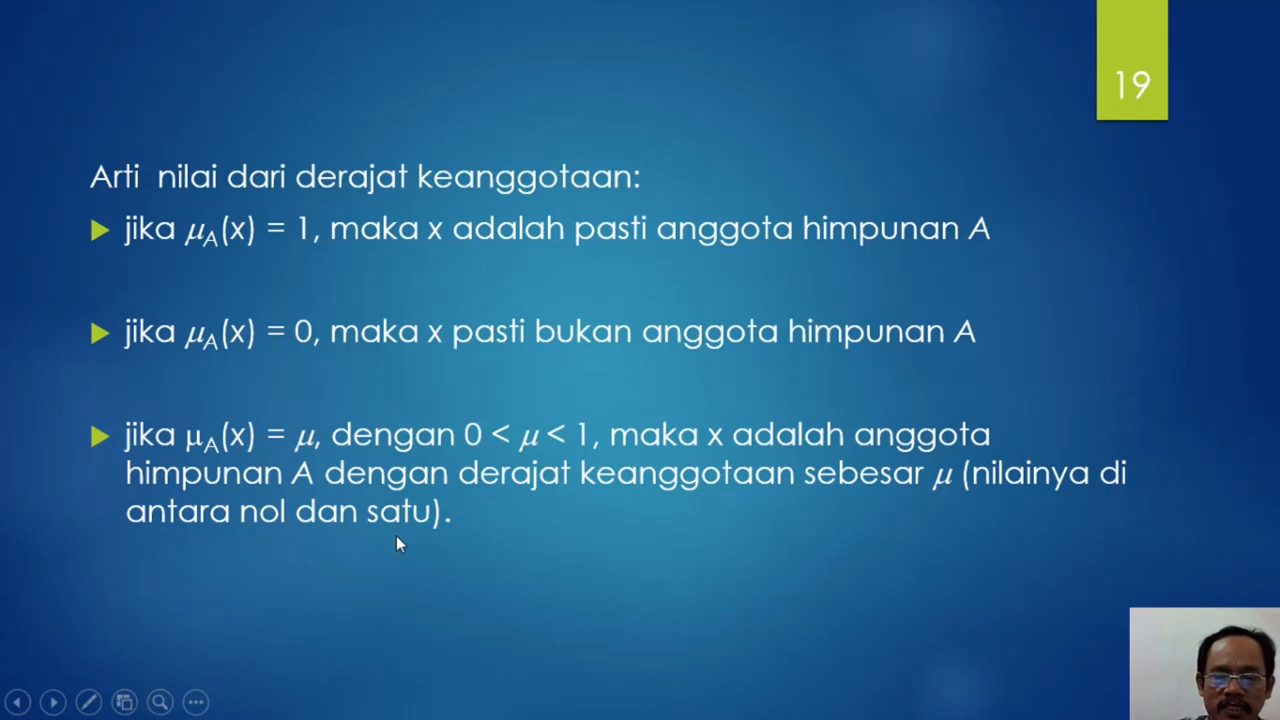 19
Arti nilai dari derajat keanggotaan:
jika μA(x) = 1, maka x adalah pasti anggota himpunan A
jika μA(x) = 0, maka x pasti bukan anggota himpunan A
jika μA(x) = μ, dengan 0 < μ < 1, maka x adalah anggota
himpunan A dengan derajat keanggotaan sebesar μ (nilainya di
antara nol dan satu).